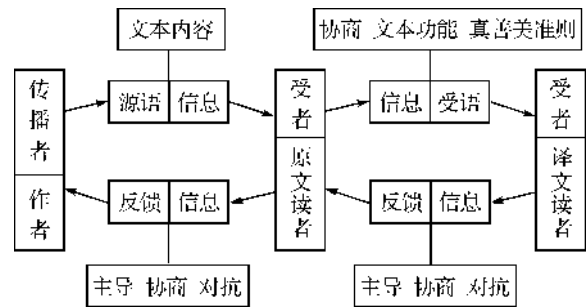 文本内容
协商 文本功能 真善美准则
传播者
作者
源语 信息
受者
原文读者
信息 受语
受者
译文读者
反馈 信息
反馈 信息
主导 协商 对抗
主导 协商 对抗